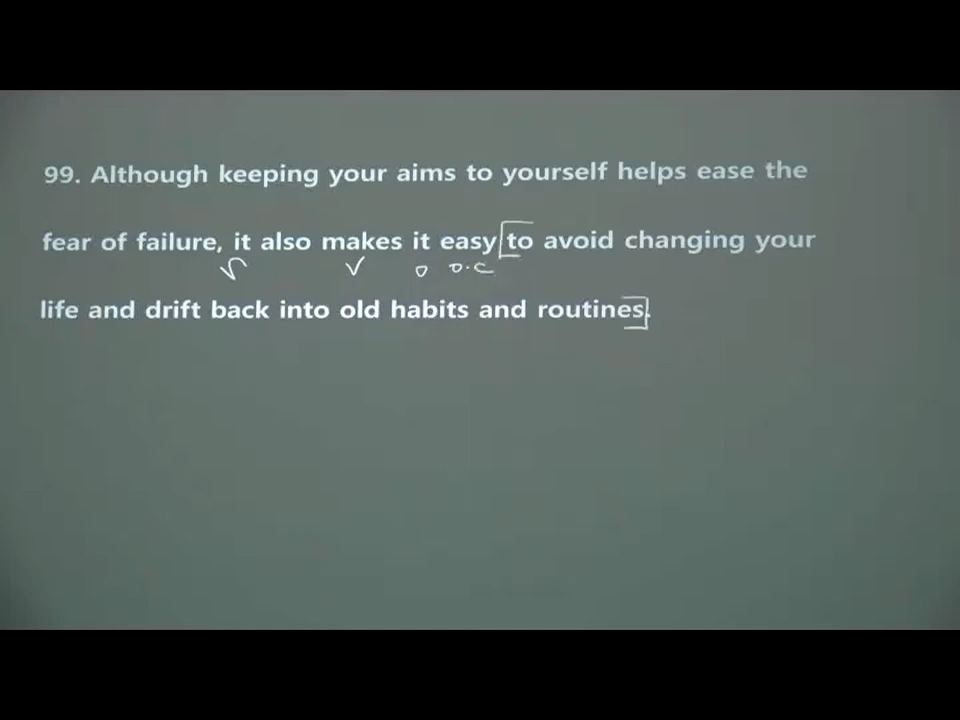 99. Although keeping your aims to yourself helps ease the
fear of failure, it also makes it easy to avoid changing your
S V O O.C
life and drift back into old habits and routines.